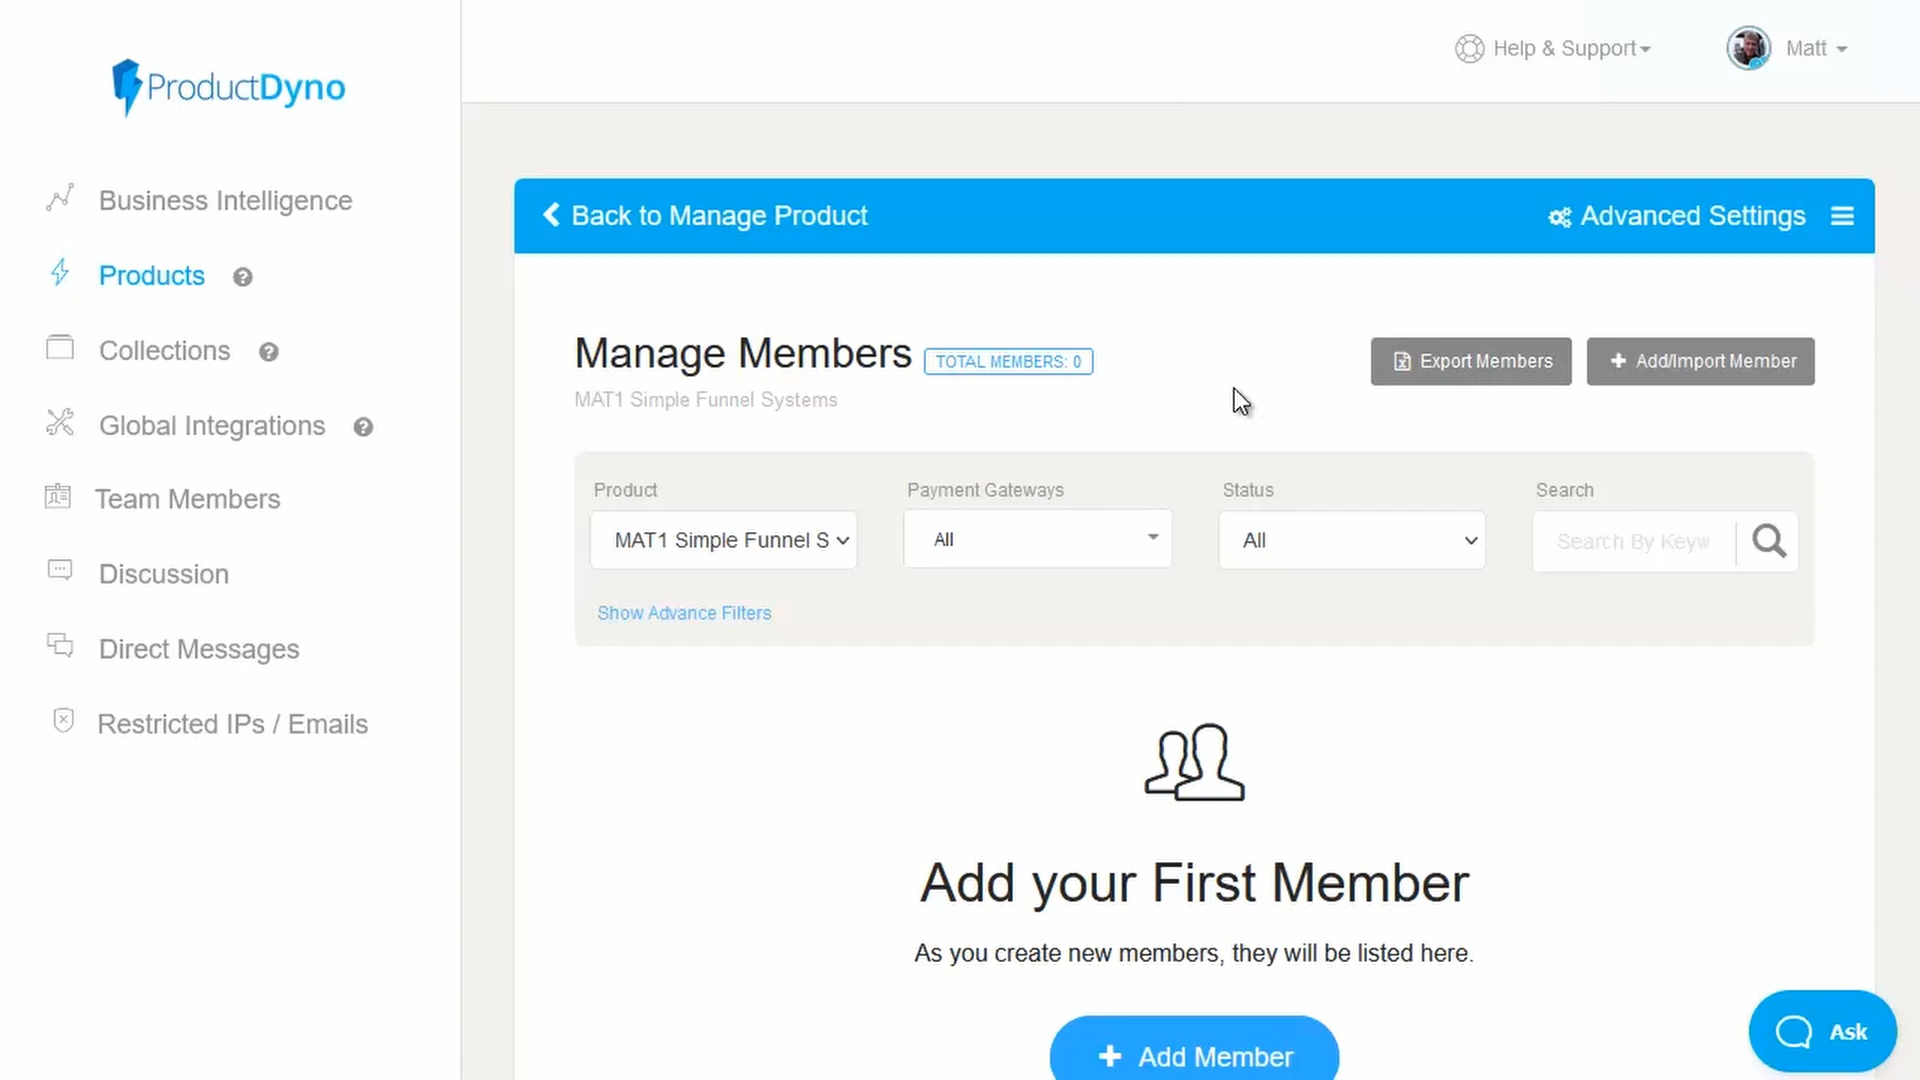 ProductDyno
Help & Support
Matt
Business Intelligence
Products
Collections
Global Integrations
Team Members
Discussion
Direct Messages
Restricted IPs / Emails
Back to Manage Product
Advanced Settings
Manage Members
TOTAL MEMBERS: 0
MAT1 Simple Funnel Systems
Export Members
Add/Import Member
Product
Payment Gateways
Status
Search
MAT1 Simple Funnel S
All
All
Search By Keyw
Show Advance Filters
Add your First Member
As you create new members, they will be listed here.
Add Member
Ask